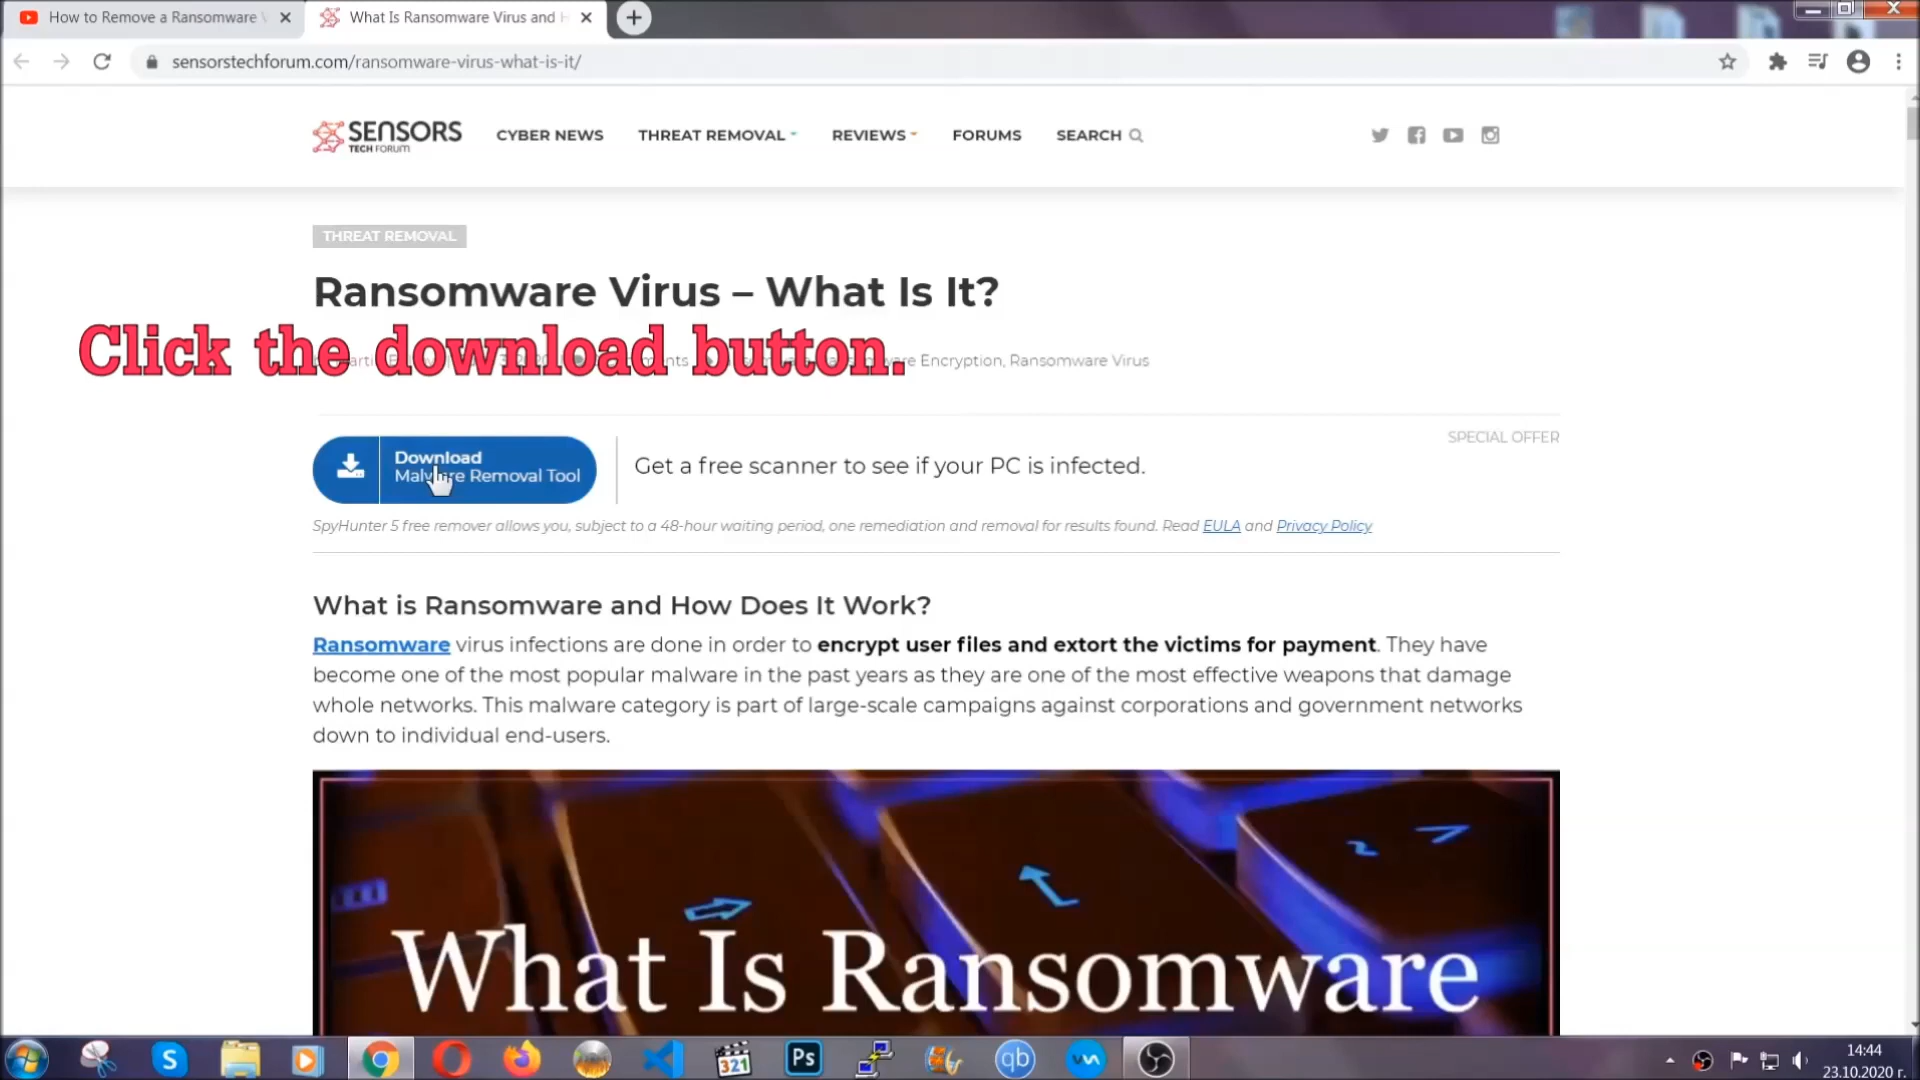 How to Remove a Ransomware
What Is Ransomware Virus and
sensorstechforum.com/ransomware-virus-what-is-it/
SENSORS
TECH FORUM
CYBER NEWS
THREAT REMOVAL
REVIEWS
FORUMS
SEARCH
THREAT REMOVAL
Ransomware Virus – What Is It?
Click the download button.
Encryption, Ransomware Virus
SPECIAL OFFER
Download
Malware Removal Tool
Get a free scanner to see if your PC is infected.
SpyHunter 5 free remover allows you, subject to a 48-hour waiting period, one remediation and removal for results found. Read EULA and Privacy Policy
What is Ransomware and How Does It Work?
Ransomware virus infections are done in order to encrypt user files and extort the victims for payment. They have
become one of the most popular malware in the past years as they are one of the most effective weapons that damage
whole networks. This malware category is part of large-scale campaigns against corporations and government networks
down to individual end-users.
What Is Ransomware
S
321
Ps
qb
14:44
23.10.2020 г.